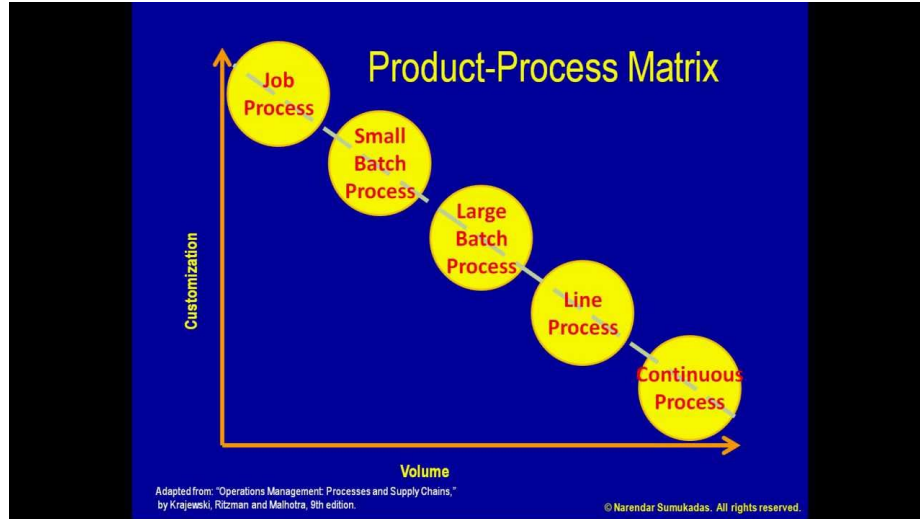 Product-Process Matrix
Job
Process
Small
Batch
Process
Large
Batch
Process
Line
Process
Continuous
Process
Customization
Volume
Adapted from: "Operations Management: Processes and Supply Chains,"
by Krajewski, Ritzman and Malhotra, 9th edition.
© Narendar Sumukadas. All rights reserved.